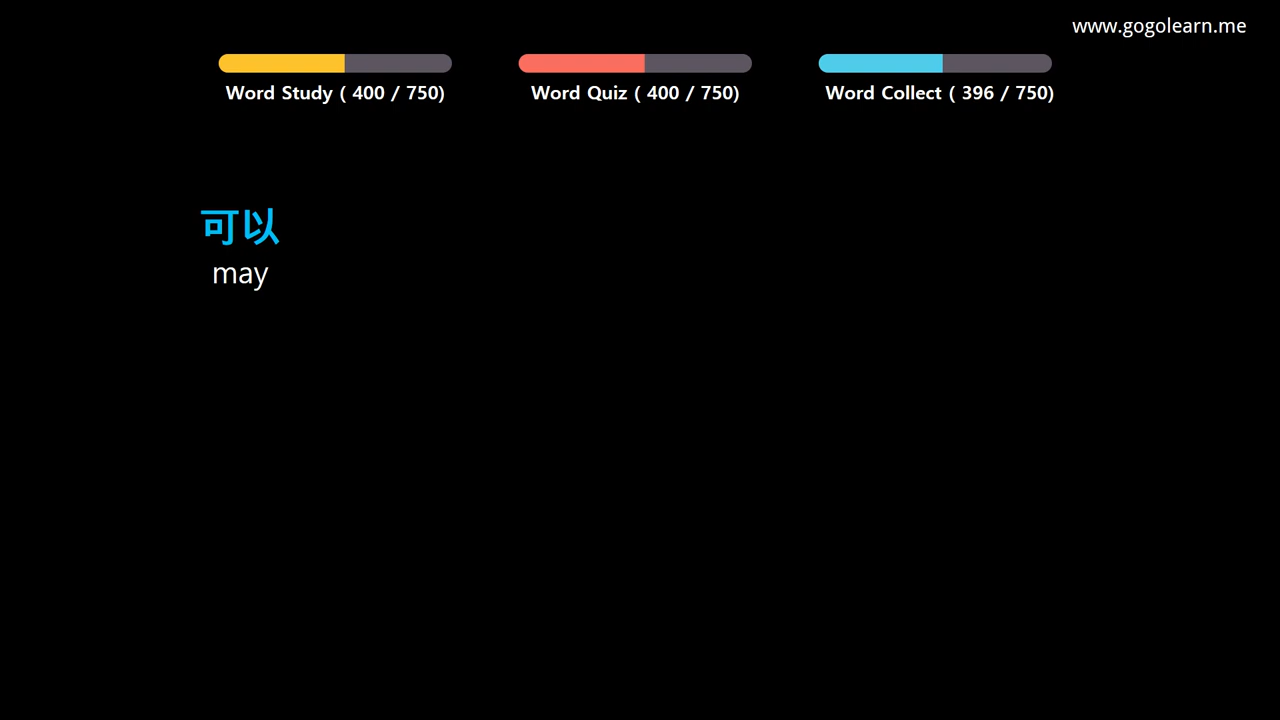 www.gogolearn.me
Word Study ( 400 / 750)
Word Quiz ( 400 / 750)
Word Collect ( 396 / 750)
可以
may